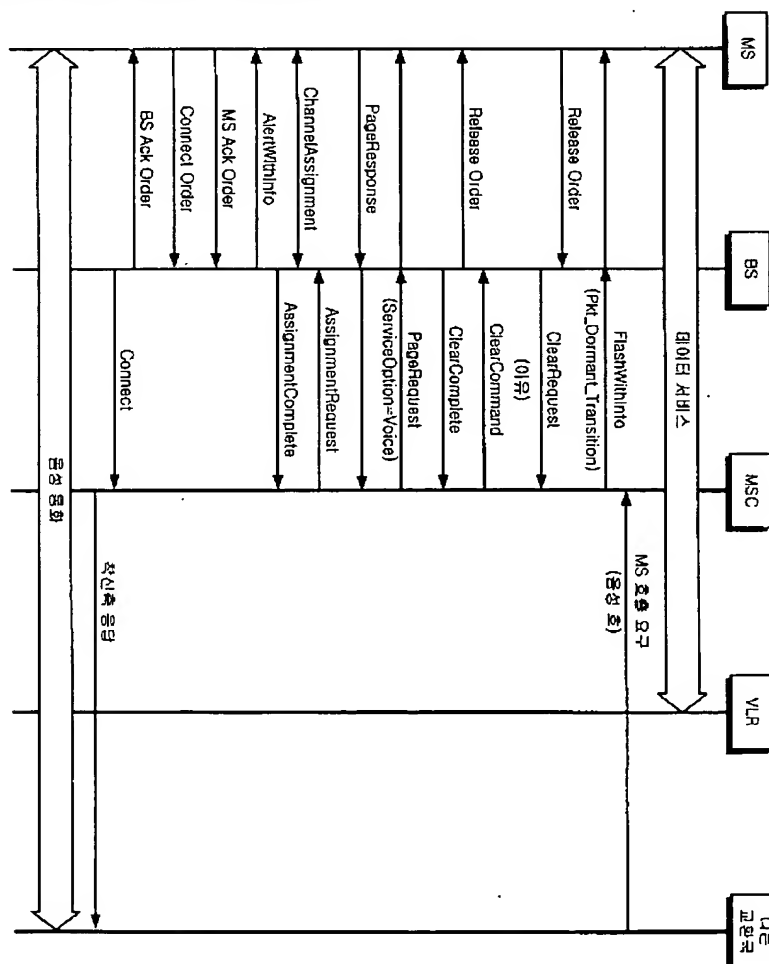 MS
BS
MSC
VLR
다른
교환국
데이터 서비스
MS 호출 요구
(음성 호)
FlashWithInfo
(Pkt_Dormant_Transition)
Release Order
ClearRequest
(이유)
ClearCommand
Release Order
ClearComplete
PageRequest
(ServiceOption=Voice)
PageResponse
AssignmentRequest
ChannelAssignment
AssignmentComplete
AlertWithInfo
MS Ack Order
Connect Order
BS Ack Order
Connect
착신측 응답
음성 통화